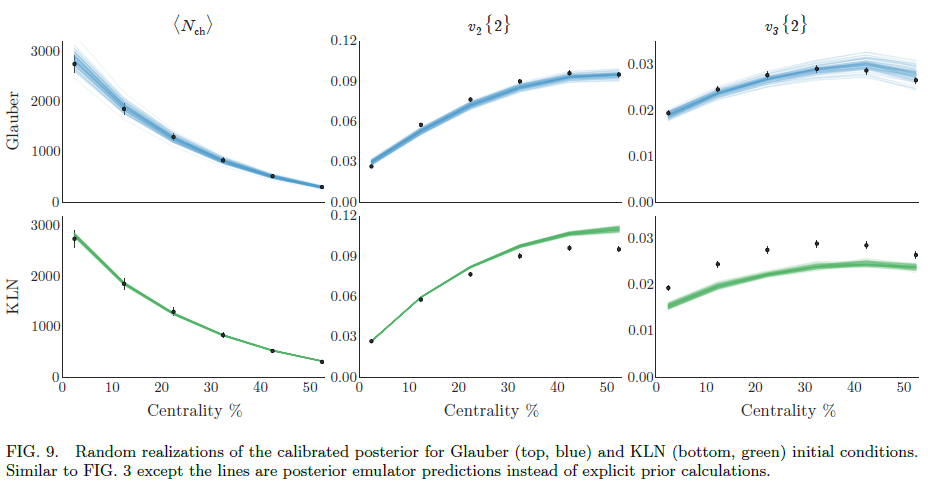 ⟨N_ch⟩
v₂{2}
v₃{2}
Glauber
3000
2000
1000
0
0.12
0.09
0.06
0.03
0.00
0.03
0.02
0.01
0.00
KLN
3000
2000
1000
0
0.12
0.09
0.06
0.03
0.00
0.03
0.02
0.01
0.00
0 10 20 30 40 50
0 10 20 30 40 50
0 10 20 30 40 50
Centrality %
Centrality %
Centrality %
FIG. 9. Random realizations of the calibrated posterior for Glauber (top, blue) and KLN (bottom, green) initial conditions.
Similar to FIG. 3 except the lines are posterior emulator predictions instead of explicit prior calculations.